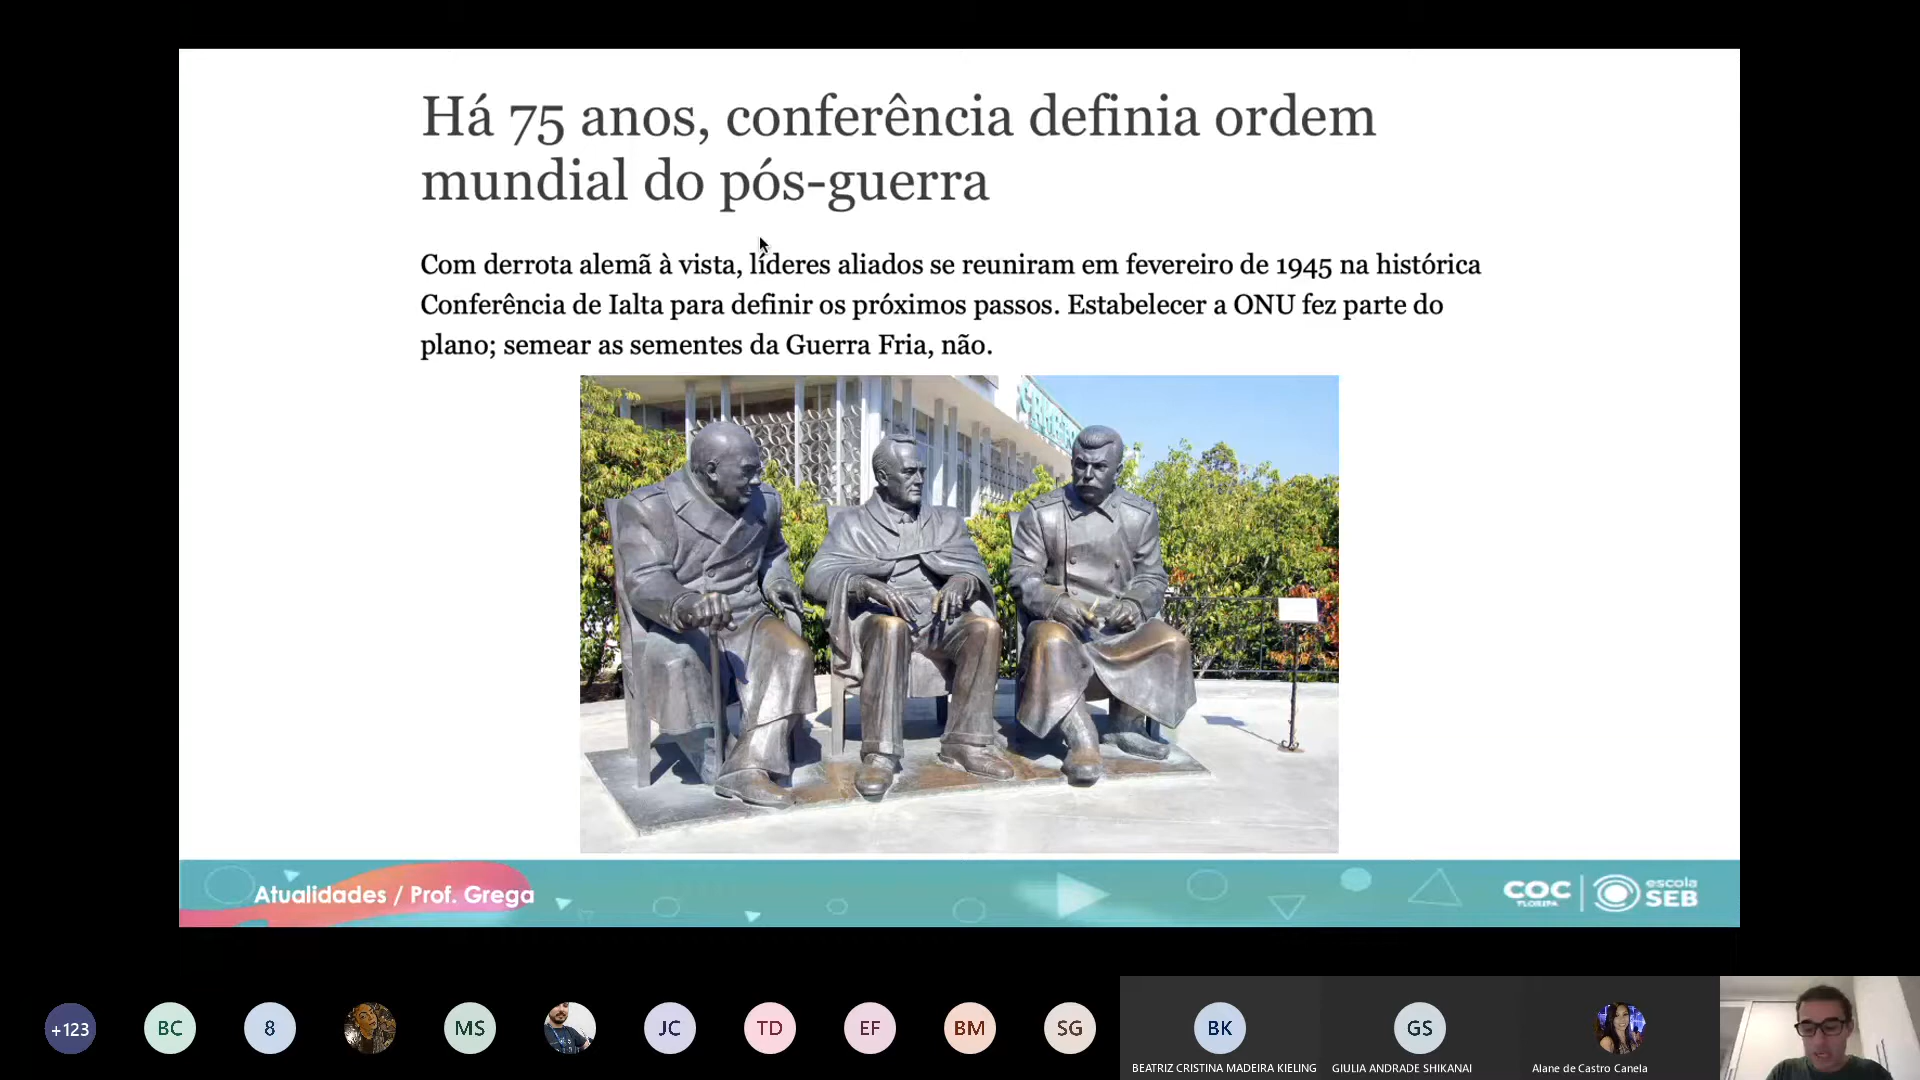 Há 75 anos, conferência definia ordem
mundial do pós-guerra
Com derrota alemã à vista, líderes aliados se reuniram em fevereiro de 1945 na histórica
Conferência de Ialta para definir os próximos passos. Estabelecer a ONU fez parte do
plano; semear as sementes da Guerra Fria, não.
Atualidades / Prof. Grega
COC
FLORIPA
escola
SEB
+123
BC
8
MS
JC
TD
EF
BM
SG
BK
GS
BEATRIZ CRISTINA MADEIRA KIELING
GIULIA ANDRADE SHIKANAI
Alane de Castro Canela